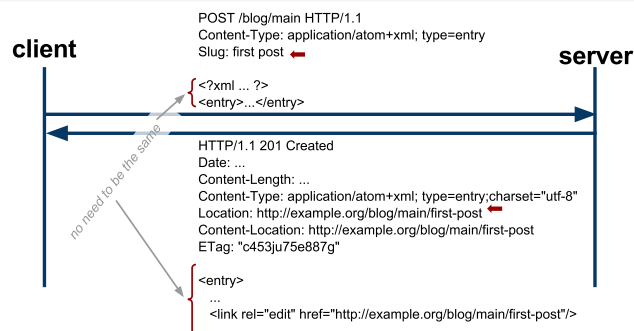 POST /blog/main HTTP/1.1
Content-Type: application/atom+xml; type=entry
Slug: first post
client
server
<?xml ... ?>
<entry>...</entry>
no need to be the same
HTTP/1.1 201 Created
Date: ...
Content-Length: ...
Content-Type: application/atom+xml; type=entry;charset="utf-8"
Location: http://example.org/blog/main/first-post
Content-Location: http://example.org/blog/main/first-post
ETag: "c453ju75e887g"
<entry>
...
<link rel="edit" href="http://example.org/blog/main/first-post"/>